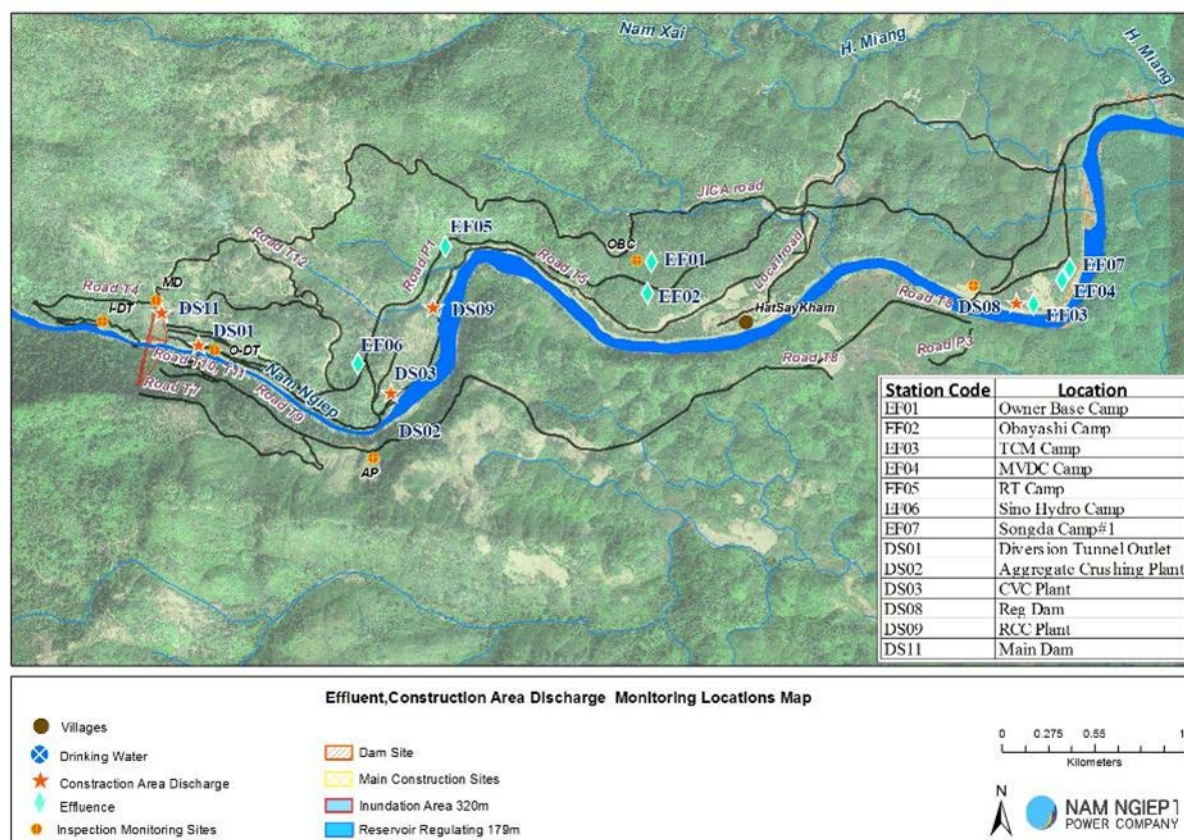 Nam Xai
H. Miang
H. Miang
JICA road
EF05
Road P1
Road T12
OBC
EF01
Road T5
Local road
EF02
EF07
EF04
Road T4
MD
I-DT
DS11
DS01
O-DT
DS09
HatSayKham
DS08
Road T8
EF03
Road T10, T11
Nam Ngiep
EF06
Road T7
Road T9
DS03
DS02
AP
Road T8
Road P3
Station Code Location
EF01 Owner Base Camp
EF02 Obayashi Camp
EF03 TCM Camp
EF04 MVDC Camp
EF05 RT Camp
EF06 Sino Hydro Camp
EF07 Songda Camp#1
DS01 Diversion Tunnel Outlet
DS02 Aggregate Crushing Plant
DS03 CVC Plant
DS08 Reg Dam
DS09 RCC Plant
DS11 Main Dam
Effluent,Construction Area Discharge Monitoring Locations Map
Villages
Drinking Water
Constraction Area Discharge
Effluence
Inspection Monitoring Sites
Dam Site
Main Construction Sites
Inundation Area 320m
Reservoir Regulating 179m
0 0.275 0.55 1
Kilometers
N
NAM NGIEP1
POWER COMPANY